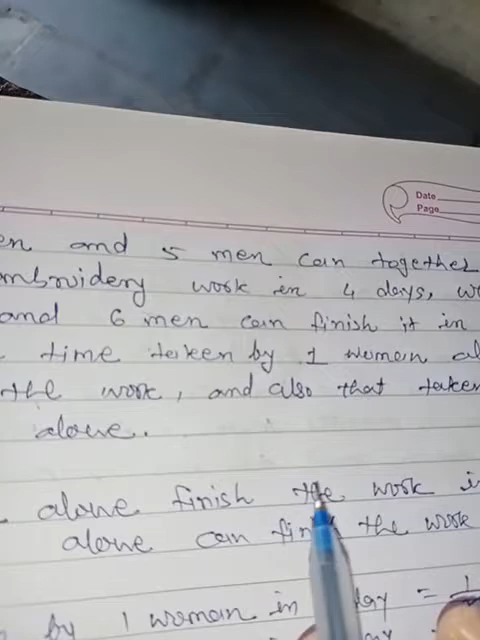 Date
Page
en and 5 men can together
mbroidery work in 4 days, w
and 6 men can finish it in
time taken by 1 woman al
the work, and also that taken
alone.
alone finish the work i
alone can fin the work
by 1 woman in day = 1